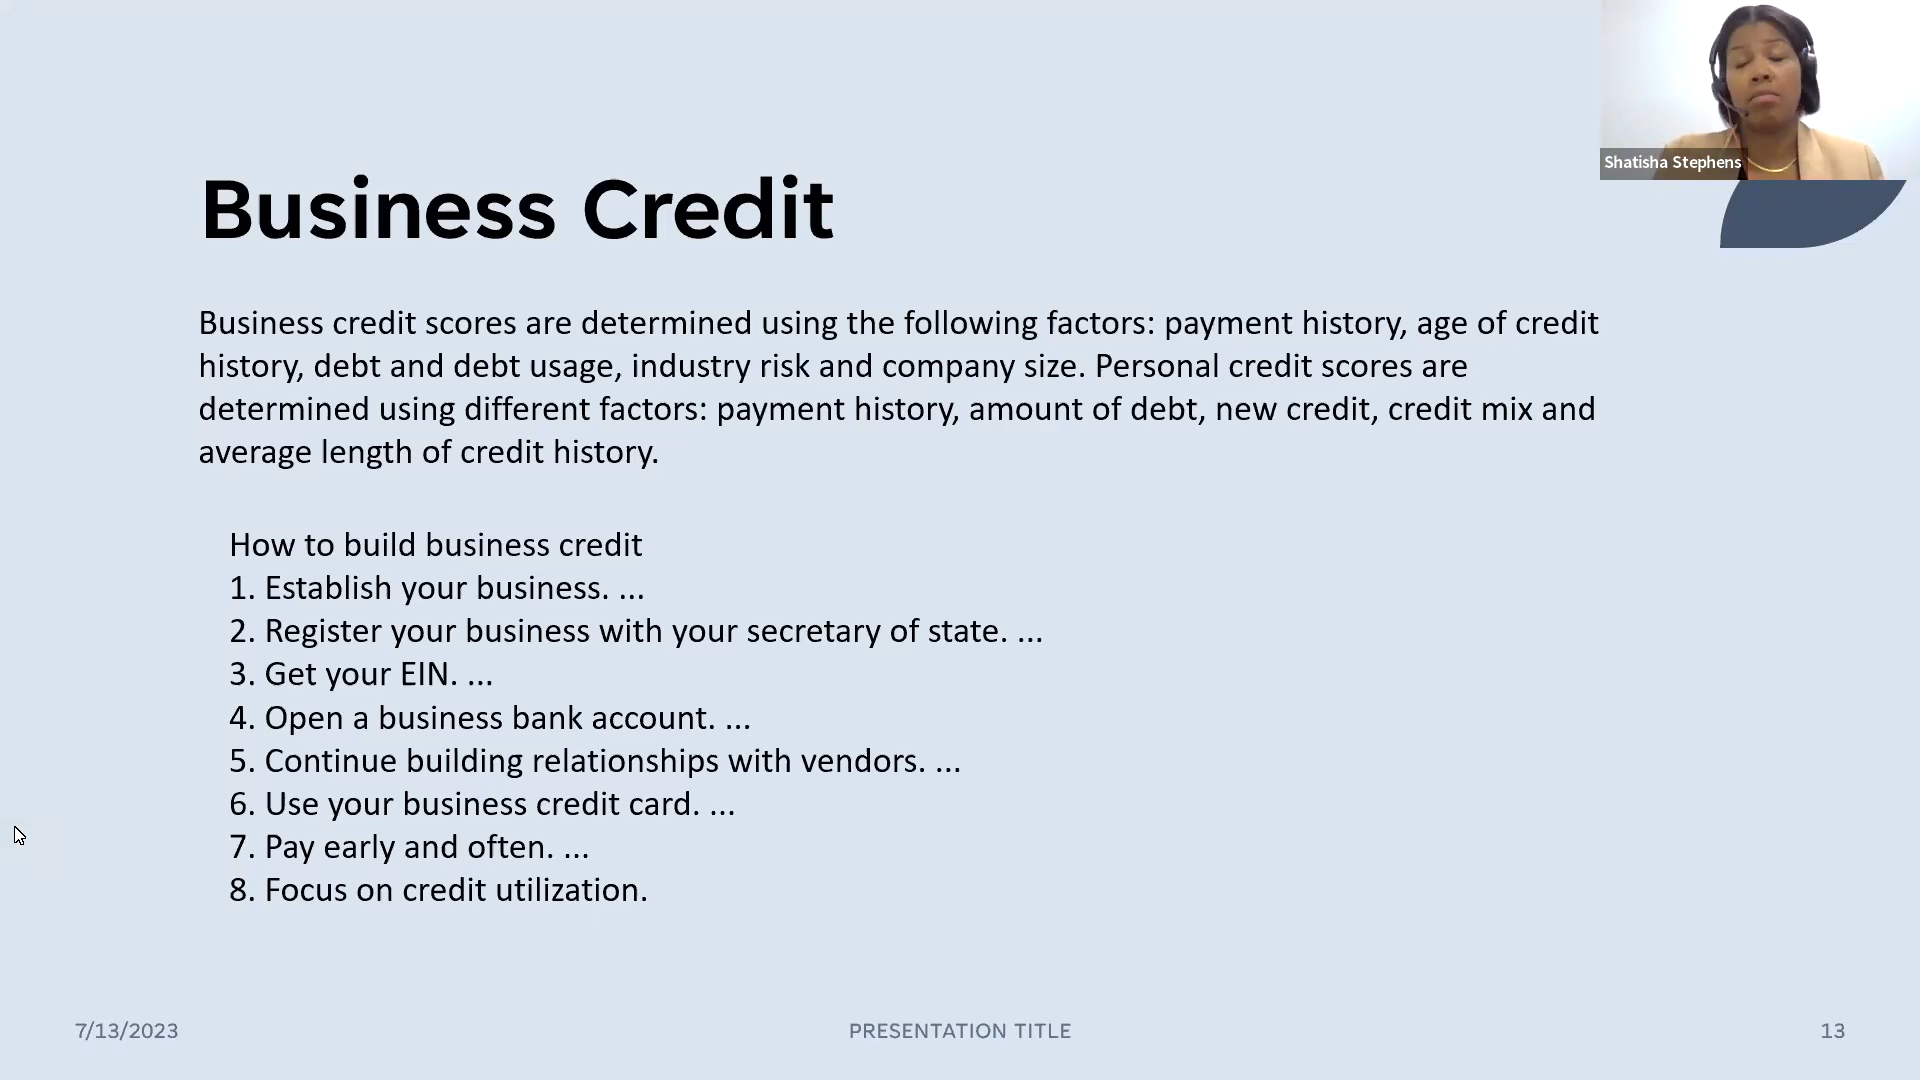 Shatisha Stephens
Business Credit
Business credit scores are determined using the following factors: payment history, age of credit
history, debt and debt usage, industry risk and company size. Personal credit scores are
determined using different factors: payment history, amount of debt, new credit, credit mix and
average length of credit history.
How to build business credit
1. Establish your business. ...
2. Register your business with your secretary of state. ...
3. Get your EIN. ...
4. Open a business bank account. ...
5. Continue building relationships with vendors. ...
6. Use your business credit card. ...
7. Pay early and often. ...
8. Focus on credit utilization.
7/13/2023
PRESENTATION TITLE
13